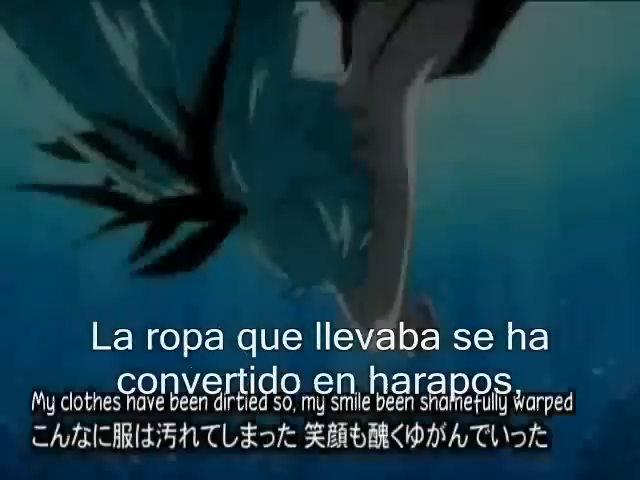 La ropa que llevaba se ha
convertido en harapos,
My clothes have been dirtied so, my smile been shamefully warped
こんなに服は汚れてしまった 笑顔も醜くゆがんでいった